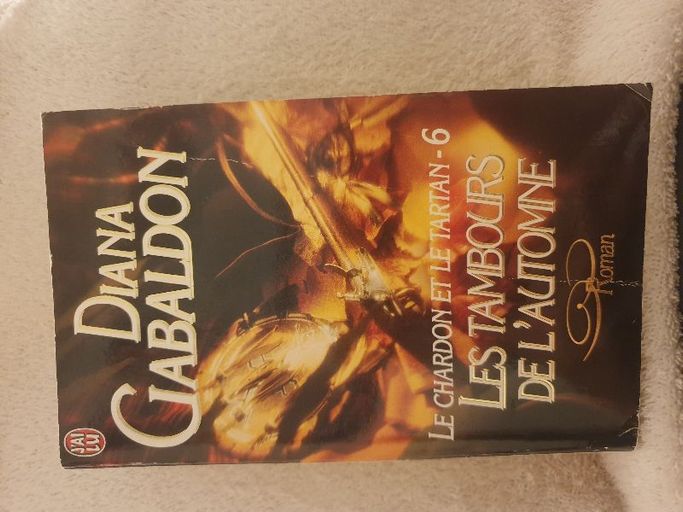 DIANA
GABALDON
LE CHARDON ET LE TARTAN - 6
LES TAMBOURS
DE L'AUTOMNE
Roman
J'AI
LU